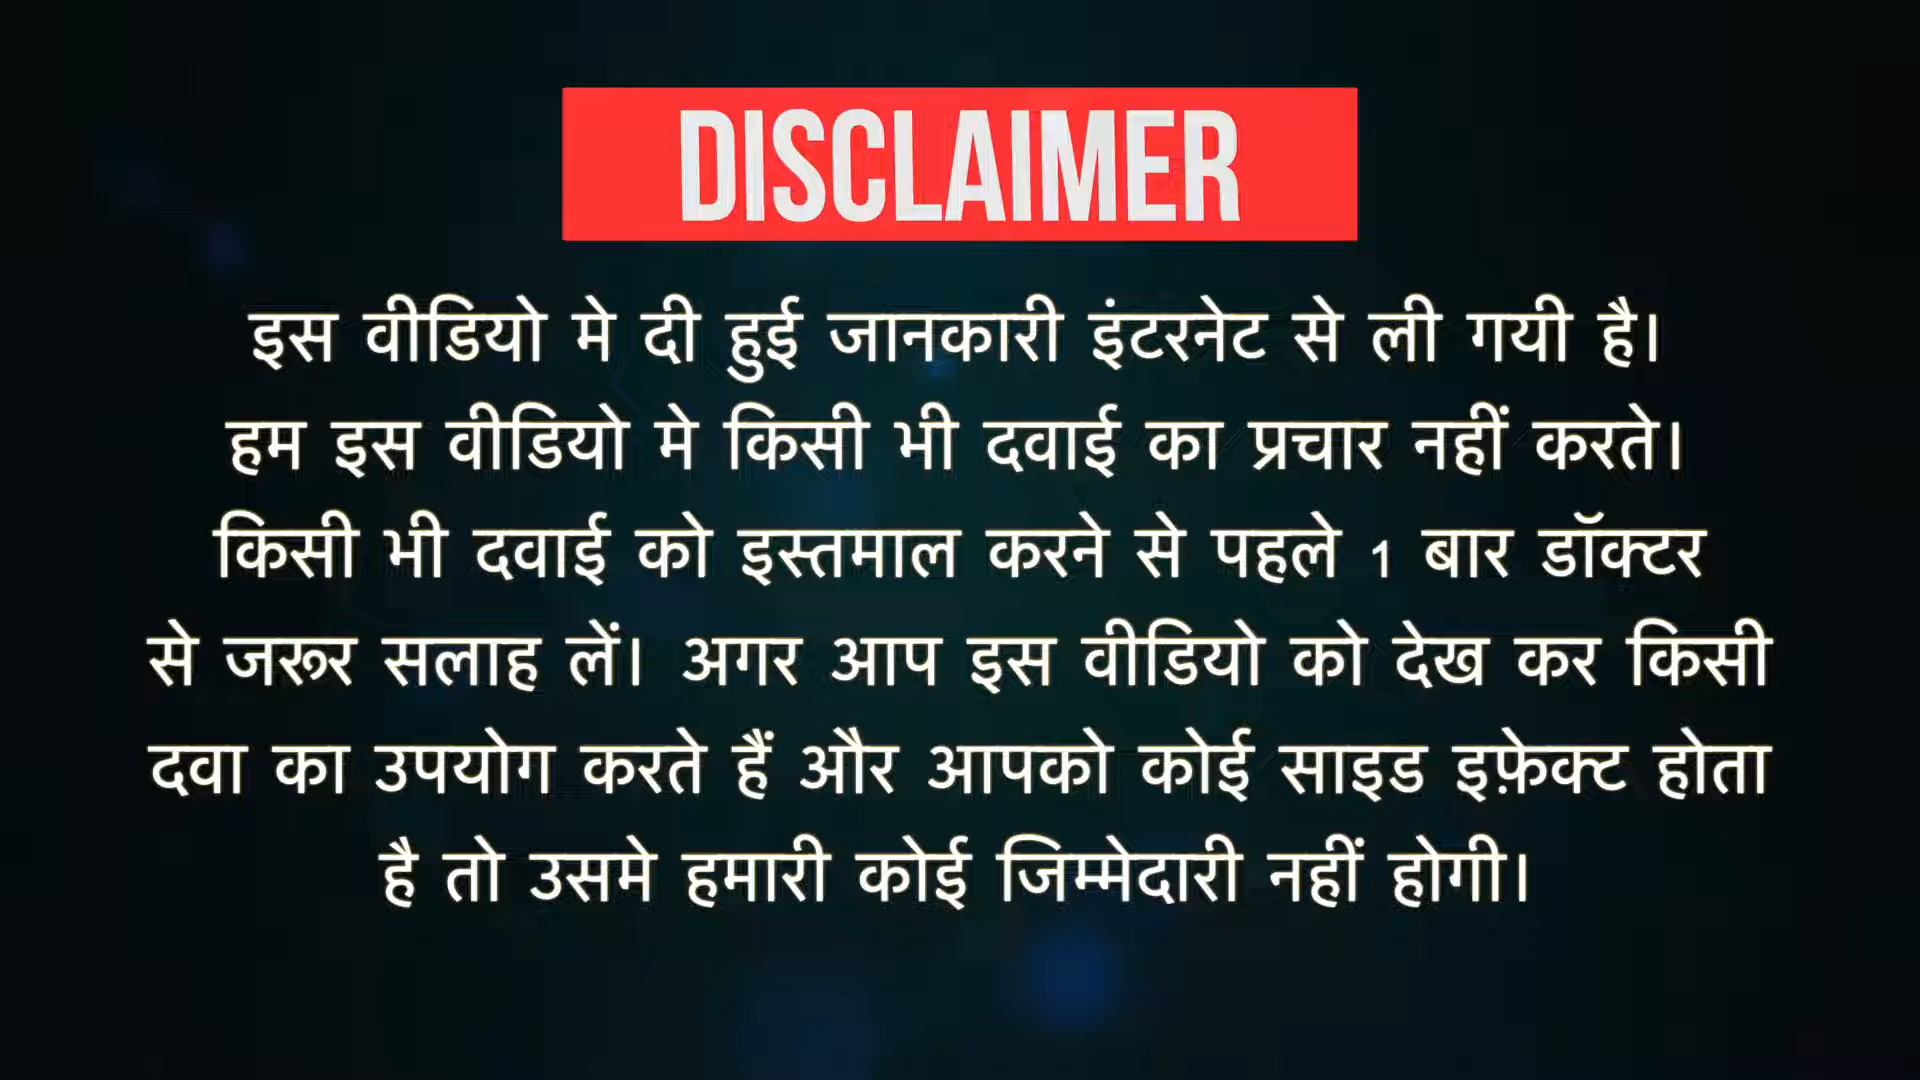 DISCLAIMER
इस वीडियो मे दी हुई जानकारी इंटरनेट से ली गयी है।
हम इस वीडियो मे किसी भी दवाई का प्रचार नहीं करते।
किसी भी दवाई को इस्तमाल करने से पहले 1 बार डॉक्टर
से जरूर सलाह लें। अगर आप इस वीडियो को देख कर किसी
दवा का उपयोग करते हैं और आपको कोई साइड इफ़ेक्ट होता
है तो उसमे हमारी कोई जिम्मेदारी नहीं होगी।